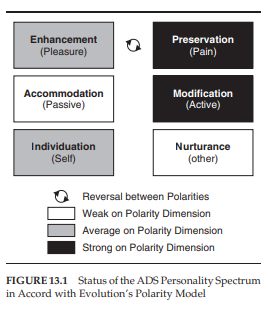 Enhancement
(Pleasure)
Preservation
(Pain)
Accommodation
(Passive)
Modification
(Active)
Individuation
(Self)
Nurturance
(other)
Reversal between Polarities
Weak on Polarity Dimension
Average on Polarity Dimension
Strong on Polarity Dimension
FIGURE 13.1 Status of the ADS Personality Spectrum
in Accord with Evolution's Polarity Model